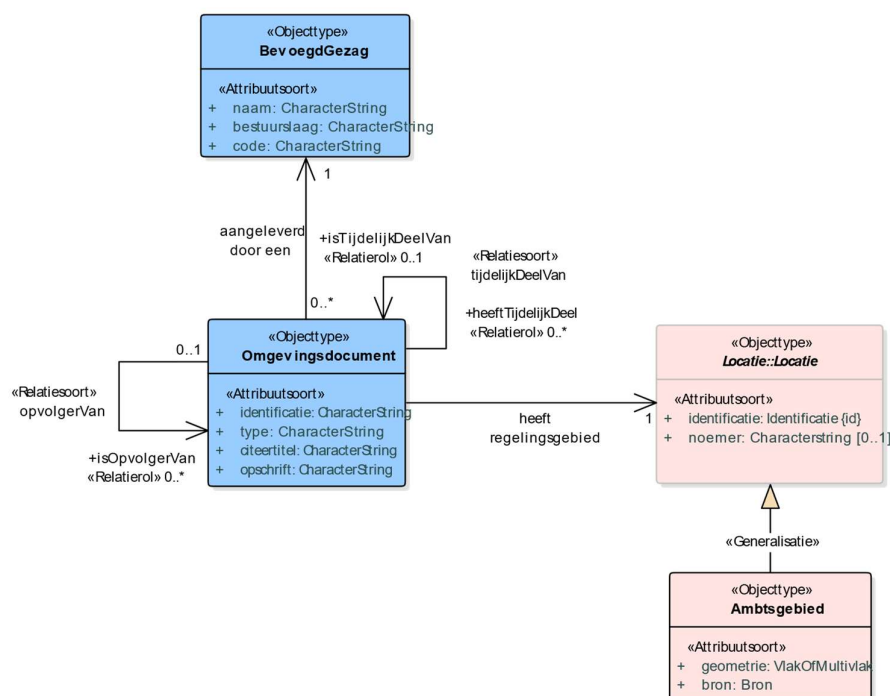 «Objecttype»
BevoegdGezag
«Attribuutsoort»
+ naam: CharacterString
+ bestuurslaag: CharacterString
+ code: CharacterString
1
aangeleverd
door een
+isTijdelijkDeelVan
«Relatierol» 0..1
«Relatiesoort»
tijdelijkDeelVan
0..*
+heeftTijdelijkDeel
«Relatierol» 0..*
«Objecttype»
Omgevingsdocument
«Attribuutsoort»
+ identificatie: CharacterString
+ type: CharacterString
+ citeertitel: CharacterString
+ opschrift: CharacterString
0..1
«Relatiesoort»
opvolgerVan
+isOpvolgerVan
«Relatierol» 0..*
heeft
regelingsgebied
1
«Objecttype»
Locatie::Locatie
«Attribuutsoort»
+ identificatie: Identificatie {id}
+ noemer: Characterstring [0..1]
«Generalisatie»
«Objecttype»
Ambtsgebied
«Attribuutsoort»
+ geometrie: VlakOfMultivlak
+ bron: Bron